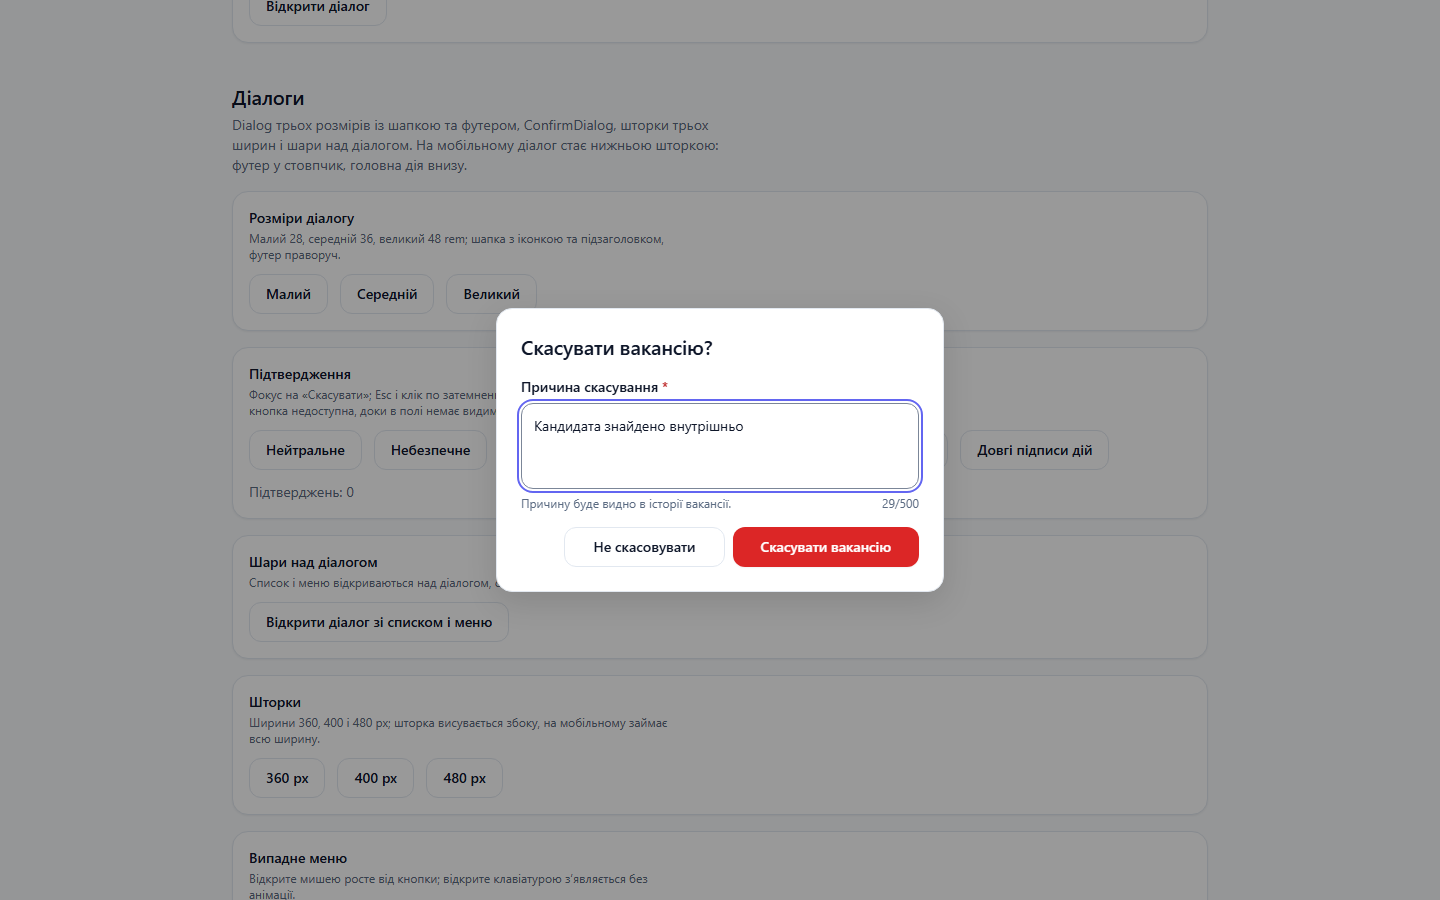 Відкрити діалог
Діалоги
Dialog трьох розмірів із шапкою та футером, ConfirmDialog, шторки трьох
ширин і шари над діалогом. На мобільному діалог стає нижньою шторкою:
футер у стовпчик, головна дія внизу.
Розміри діалогу
Малий 28, середній 36, великий 48 rem; шапка з іконкою та підзаголовком,
футер праворуч.
Малий
Середній
Великий
Підтвердження
Фокус на «Скасувати»; Esc і клік по
кнопка недоступна, доки в полі немає
Нейтральне
Небезпечне
Довгі підписи дій
Підтверджень: 0
Скасувати вакансію?
Причина скасування *
Кандидата знайдено внутрішньо
Причину буде видно в історії вакансії.
29/500
Не скасовувати
Скасувати вакансію
Шари над діалогом
Список і меню відкриваються над діалогом,
Відкрити діалог зі списком і меню
Шторки
Ширини 360, 400 і 480 px; шторка висувається збоку, на мобільному займає
всю ширину.
360 px
400 px
480 px
Випадне меню
Відкрите мишею росте від кнопки; відкрите клавіатурою з'являється без
анімації.